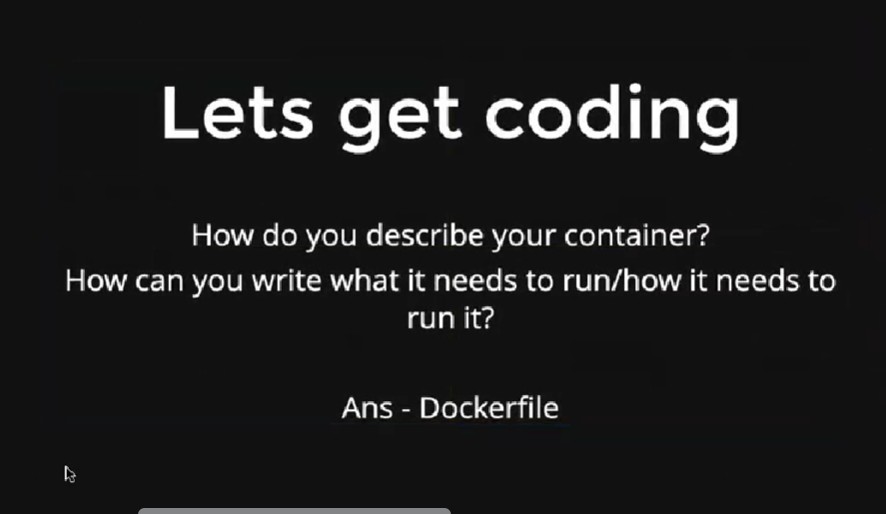 Lets get coding
How do you describe your container?
How can you write what it needs to run/how it needs to
run it?
Ans - Dockerfile